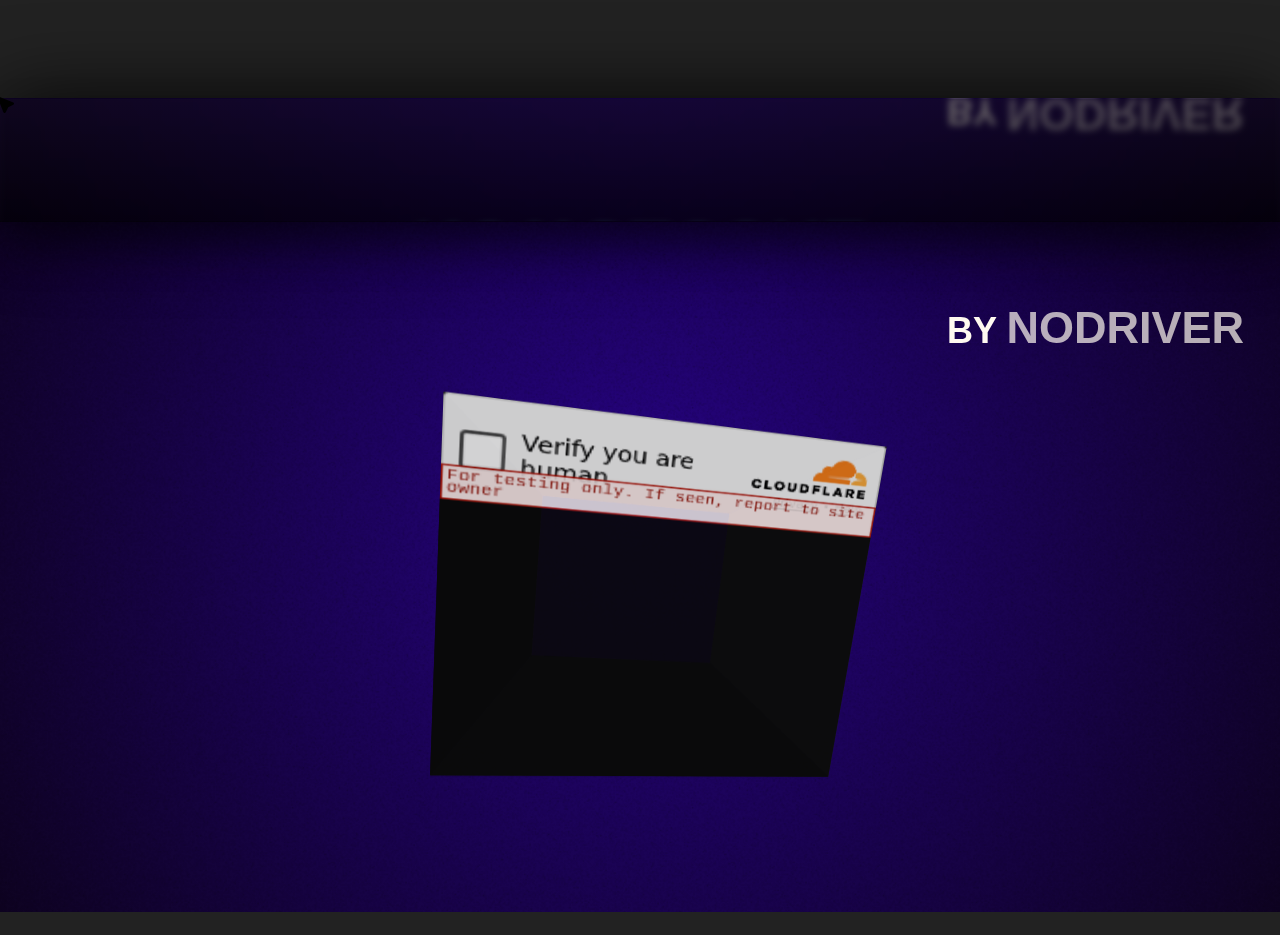 BY NODRIVER
BY NODRIVER
Verify you are
human
CLOUDFLARE
For testing only. If seen, report to site
owner